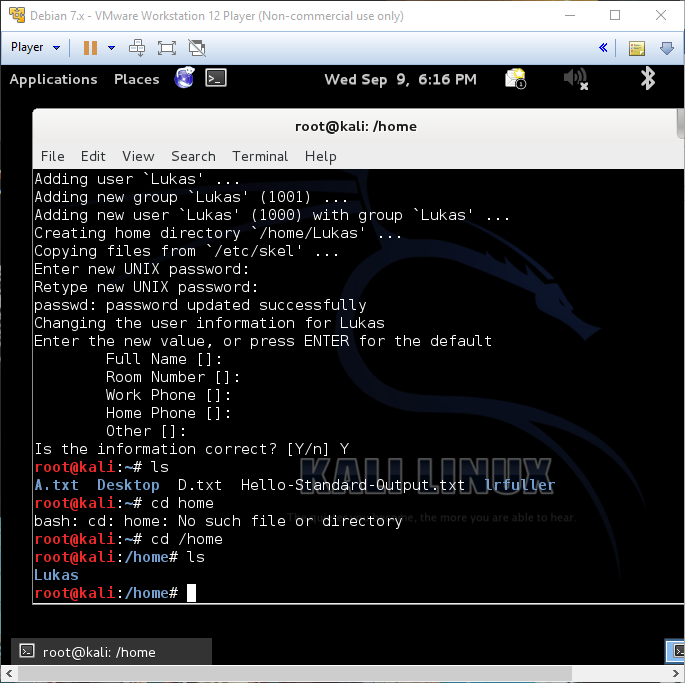 Debian 7.x - VMware Workstation 12 Player (Non-commercial use only)
Player
Applications Places Wed Sep 9, 6:16 PM 1
root@kali: /home
File Edit View Search Terminal Help
Adding user `Lukas' ...
Adding new group `Lukas' (1001) ...
Adding new user `Lukas' (1000) with group `Lukas' ...
Creating home directory `/home/Lukas' ...
Copying files from `/etc/skel' ...
Enter new UNIX password:
Retype new UNIX password:
passwd: password updated successfully
Changing the user information for Lukas
Enter the new value, or press ENTER for the default
Full Name []:
Room Number []:
Work Phone []:
Home Phone []:
Other []:
Is the information correct? [Y/n] Y
root@kali:~# ls
A.txt Desktop D.txt Hello-Standard-Output.txt lrfuller
KALI LINUX
root@kali:~# cd home
bash: cd: home: No such file or directory
the more you are able to hear.
root@kali:~# cd /home
root@kali:/home# ls
Lukas
root@kali:/home#
root@kali: /home